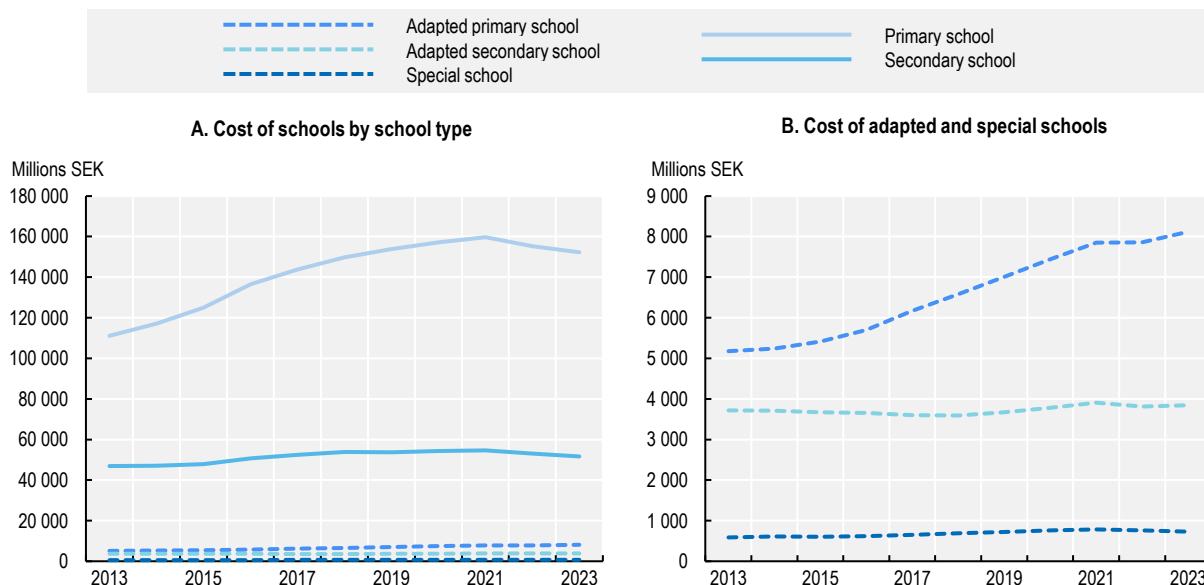 Adapted primary school
Adapted secondary school
Special school
Primary school
Secondary school
A. Cost of schools by school type
Millions SEK
180 000
160 000
140 000
120 000
100 000
80 000
60 000
40 000
20 000
0
2013 2015 2017 2019 2021 2023
B. Cost of adapted and special schools
Millions SEK
9 000
8 000
7 000
6 000
5 000
4 000
3 000
2 000
1 000
0
2013 2015 2017 2019 2021 2023